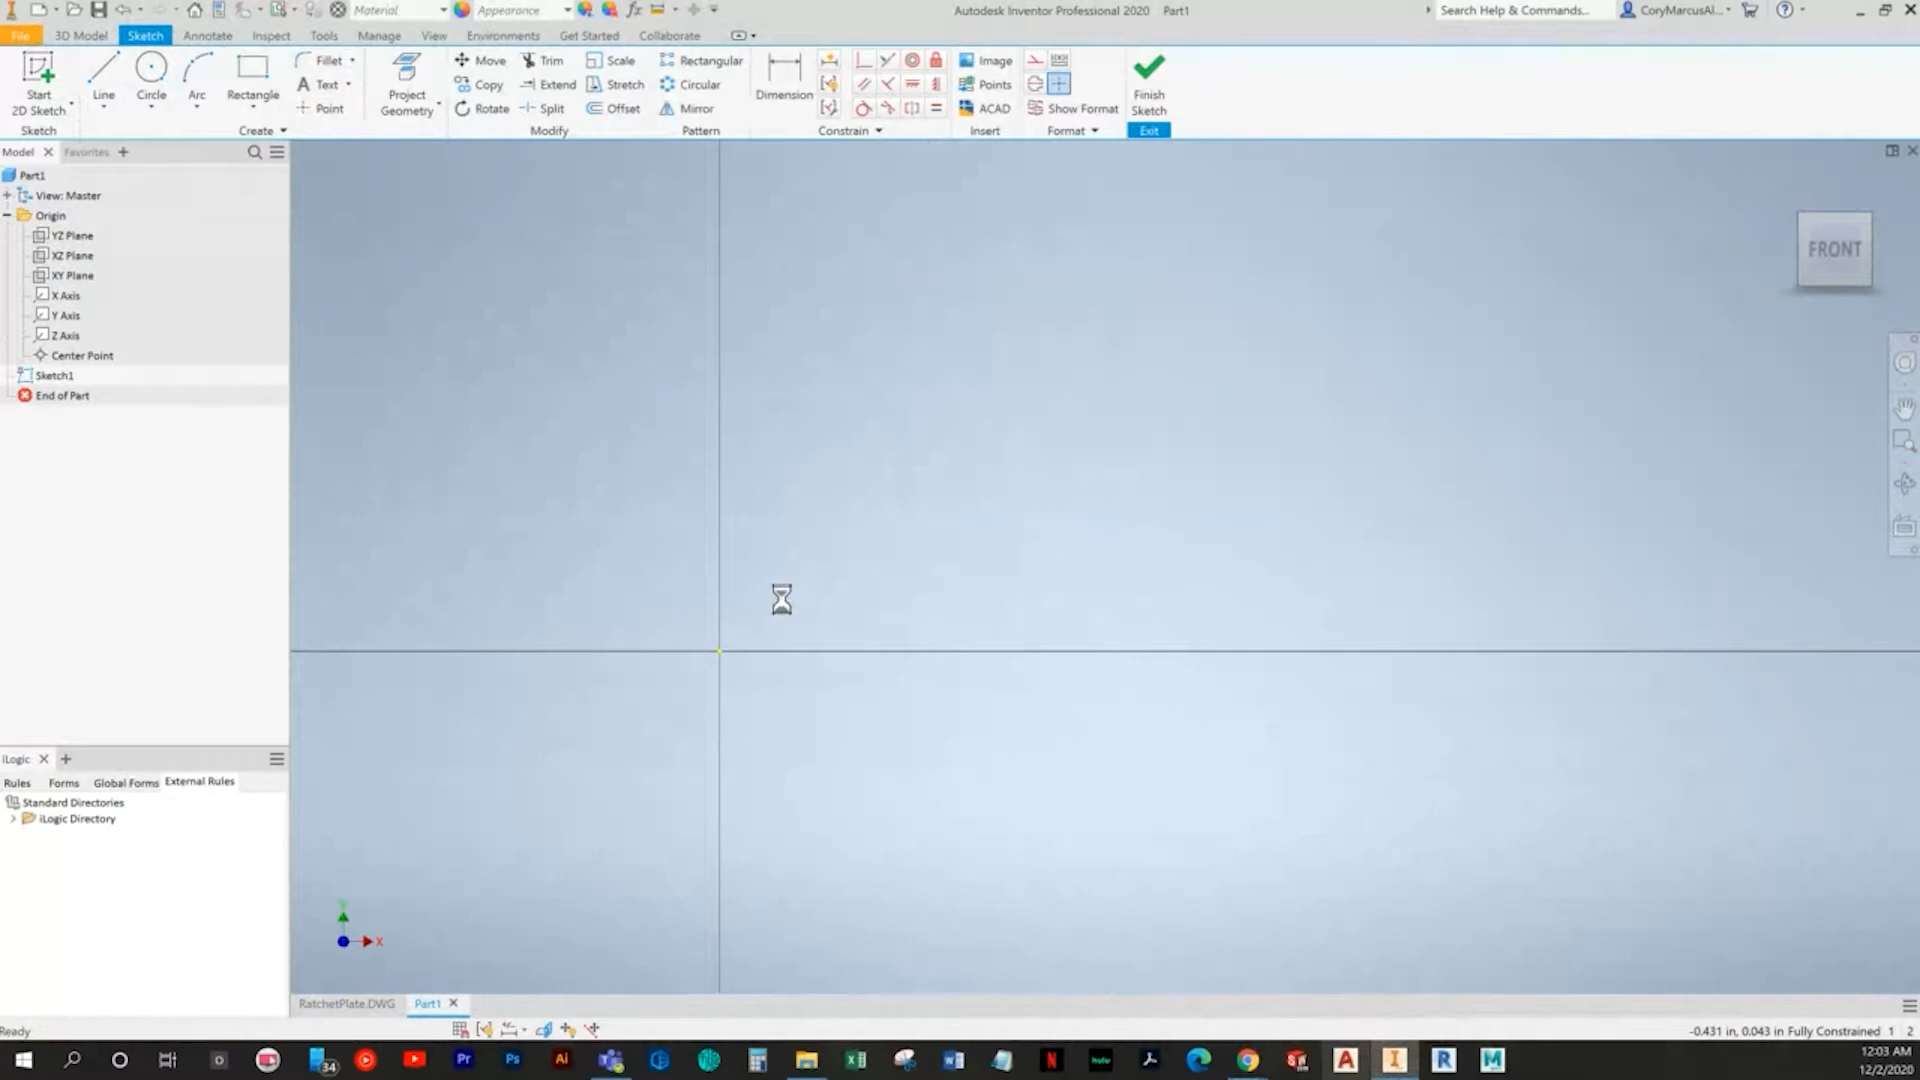 Material Appearance Autodesk Inventor Professional 2020 Part1 Search Help & Commands... CoryMarcusAl...
File 3D Model Sketch Annotate Inspect Tools Manage View Environments Get Started Collaborate
Start 2D Sketch Line Circle Arc Rectangle Fillet Text Point Project Geometry Move Copy Rotate Trim Extend Split Scale Stretch Offset Rectangular Circular Mirror Dimension Image Points ACAD Show Format Finish Sketch
Sketch Create Modify Pattern Constrain Insert Format Exit
Model Favorites
Part1
View: Master
Origin
YZ Plane
XZ Plane
XY Plane
X Axis
Y Axis
Z Axis
Center Point
Sketch1
End of Part
FRONT
iLogic
Rules Forms Global Forms External Rules
Standard Directories
iLogic Directory
X
RatchetPlate.DWG Part1
Ready -0.431 in, 0.043 in Fully Constrained 1 2
34 Pr Ps Ai hulu A I R M
12:03 AM
12/2/2020